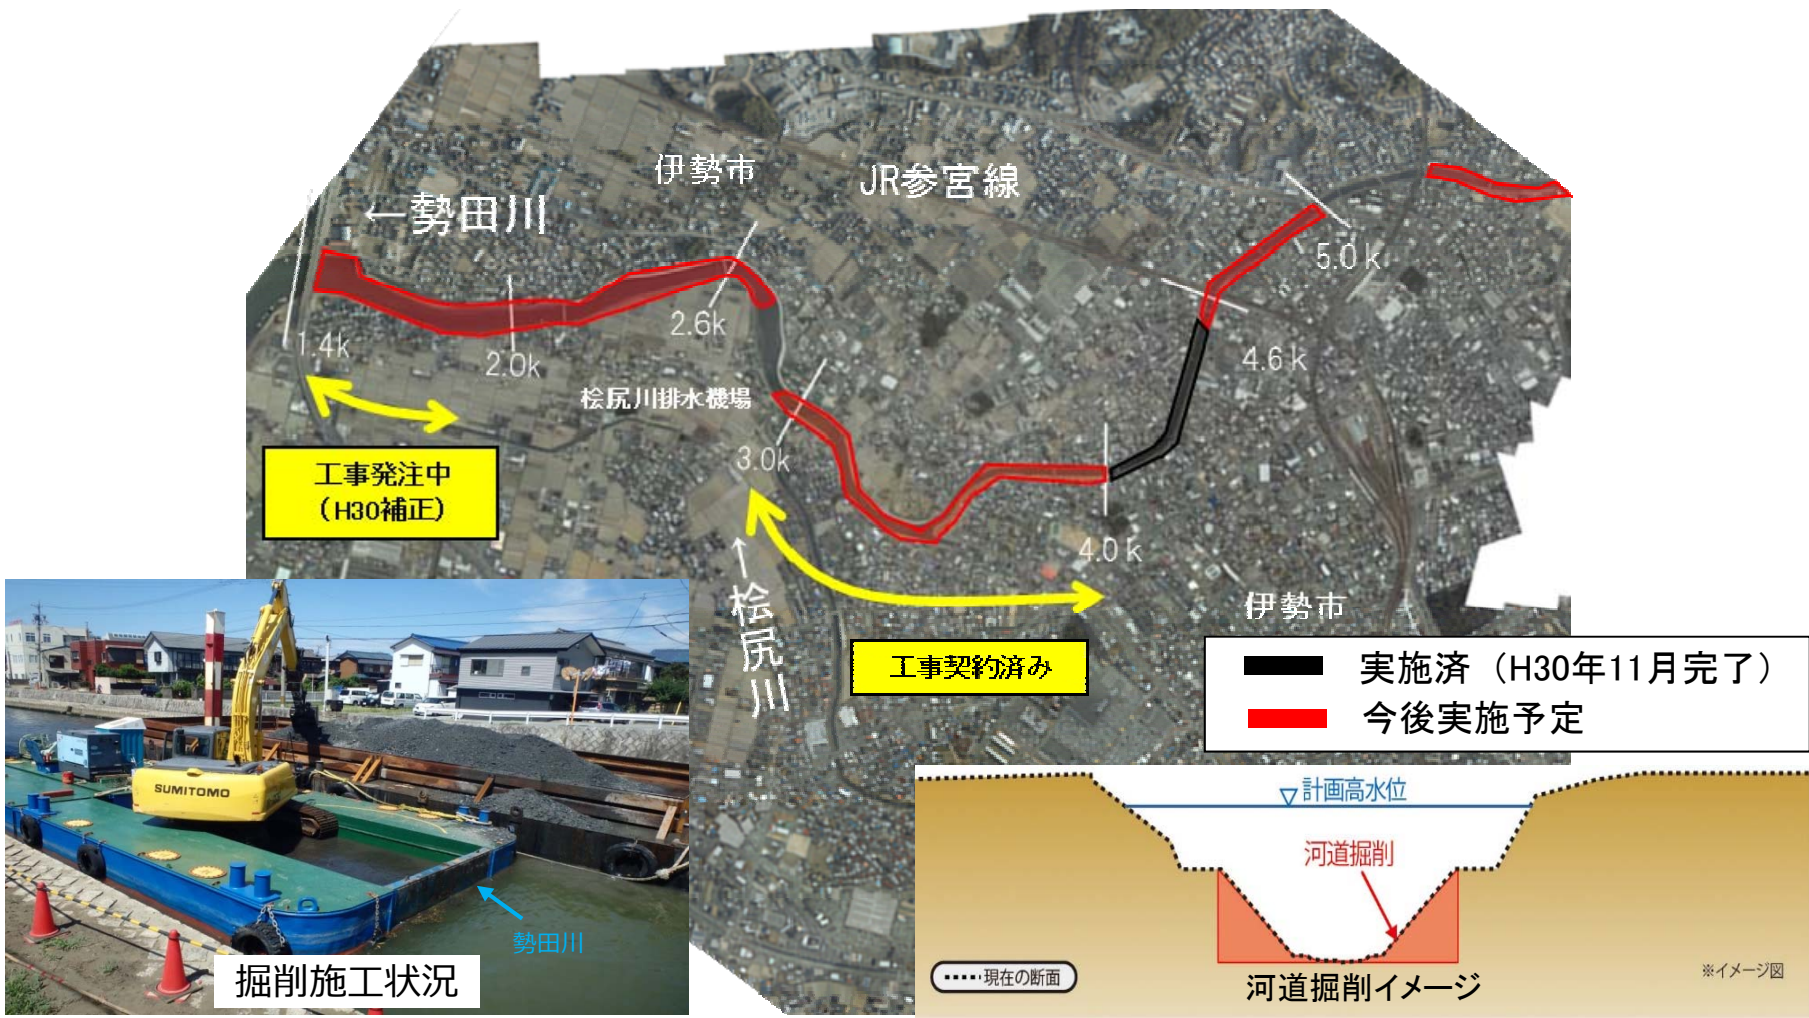 伊勢市
JR参宮線
←勢田川
5.0k
2.6k
1.4k
2.0k
4.6k
桧尻川排水機場
3.0k
工事発注中
（H30補正）
4.0k
←桧尻川
伊勢市
工事契約済み
実施済（H30年11月完了）
今後実施予定
SUMITOMO
勢田川
掘削施工状況
▽計画高水位
河道掘削
現在の断面
河道掘削イメージ
※イメージ図